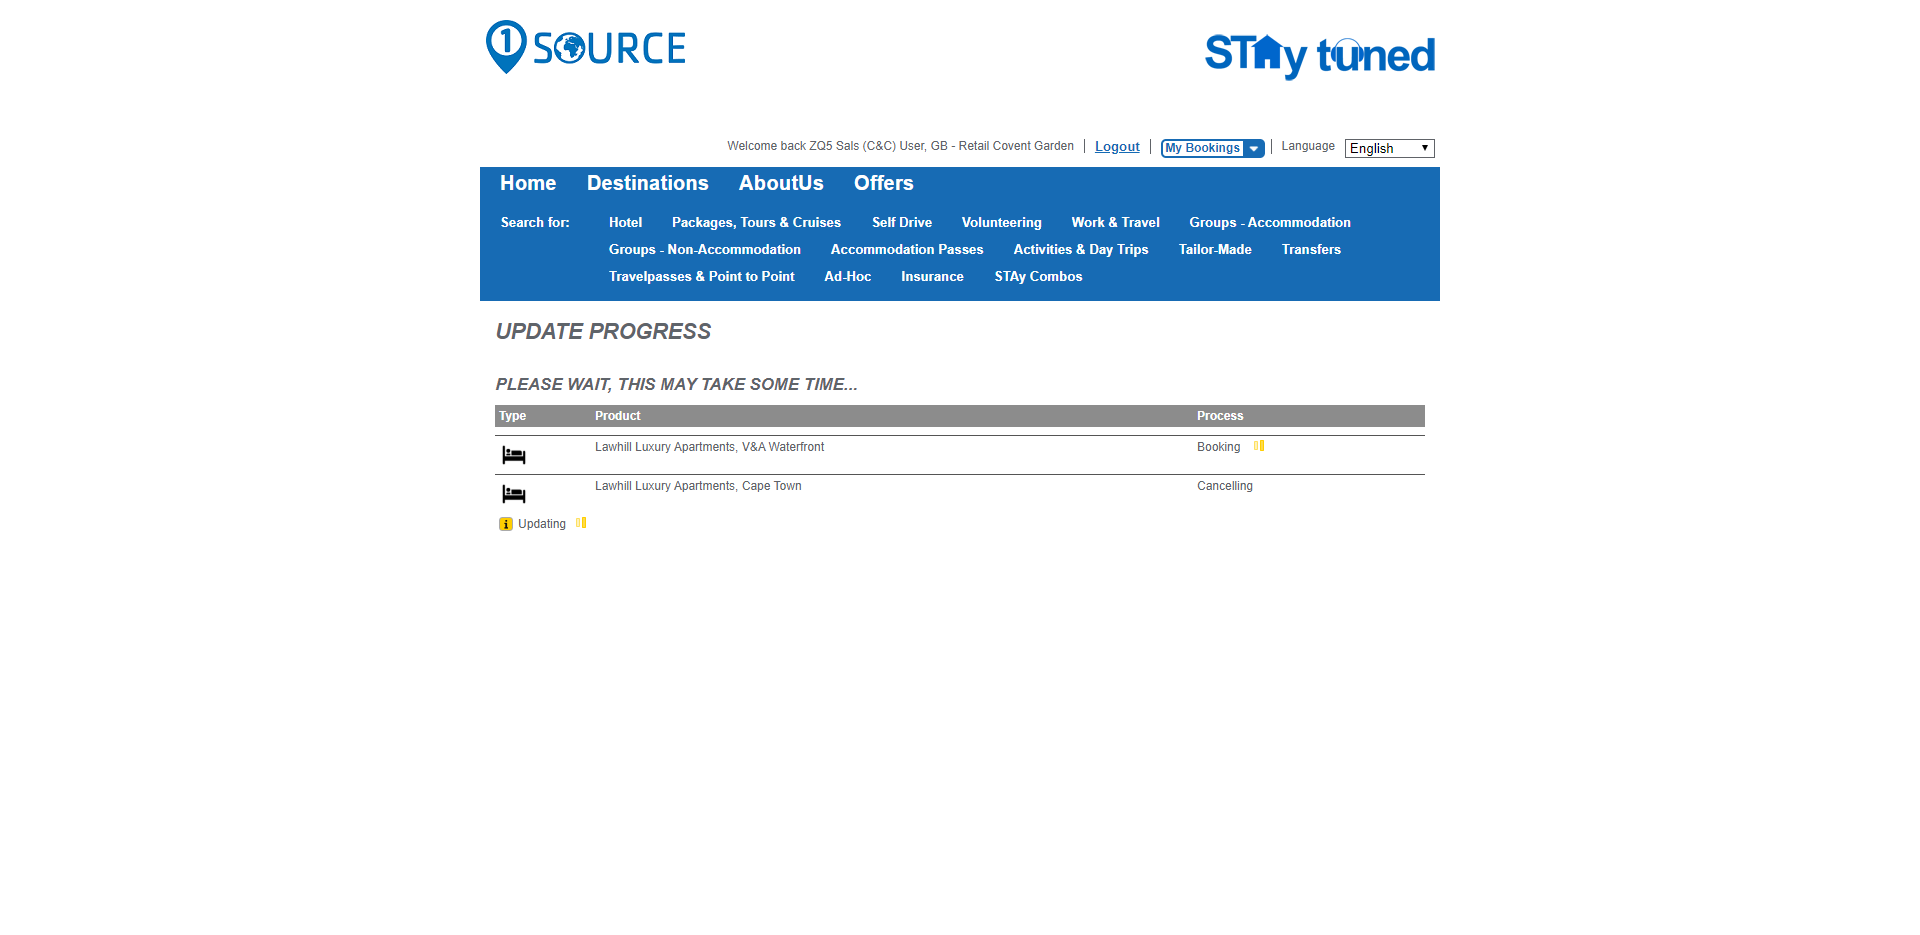 1 SOURCE
STAy tuned
Welcome back ZQ5 Sals (C&C) User, GB - Retail Covent Garden | Logout | My Bookings | Language English
Home Destinations AboutUs Offers
Search for: Hotel Packages, Tours & Cruises Self Drive Volunteering Work & Travel Groups - Accommodation
Groups - Non-Accommodation Accommodation Passes Activities & Day Trips Tailor-Made Transfers
Travelpasses & Point to Point Ad-Hoc Insurance STAy Combos
UPDATE PROGRESS
PLEASE WAIT, THIS MAY TAKE SOME TIME...
Type Product Process
Lawhill Luxury Apartments, V&A Waterfront Booking
Lawhill Luxury Apartments, Cape Town Cancelling
i Updating